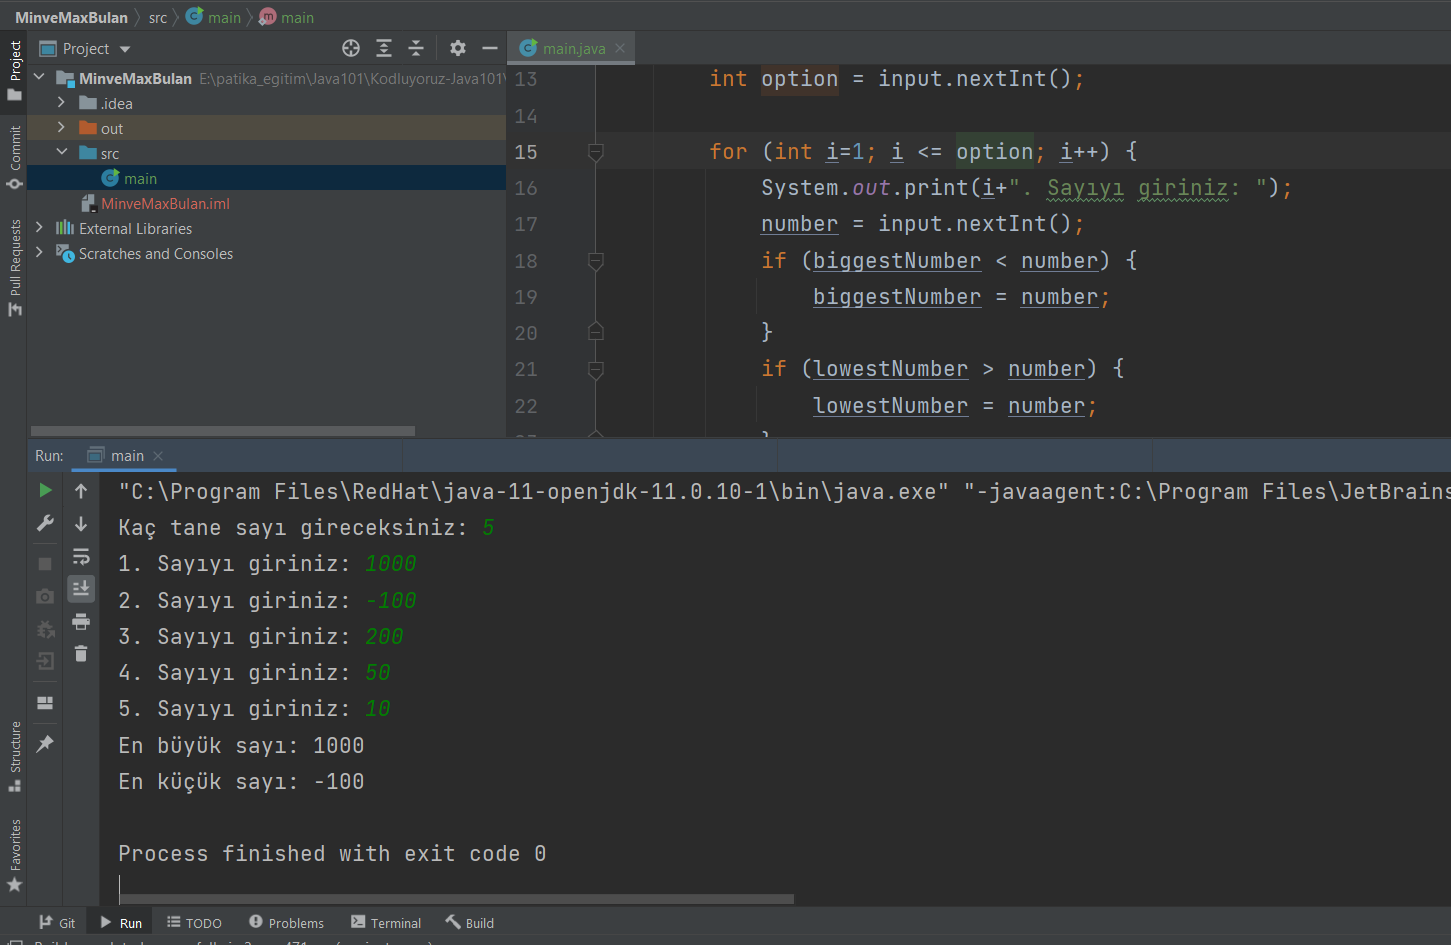 MinveMaxBulan src main main
Project
main.java
Project
Commit
Pull Requests
MinveMaxBulan E:\patika_egitim\Java101\Kodluyoruz-Java101\
.idea
out
src
main
MinveMaxBulan.iml
External Libraries
Scratches and Consoles
13 int option = input.nextInt();
14
15 for (int i=1; i <= option; i++) {
16 System.out.print(i+". Sayıyı giriniz: ");
17 number = input.nextInt();
18 if (biggestNumber < number) {
19 biggestNumber = number;
20 }
21 if (lowestNumber > number) {
22 lowestNumber = number;
Run: main
"C:\Program Files\RedHat\java-11-openjdk-11.0.10-1\bin\java.exe" "-javaagent:C:\Program Files\JetBrains
Kaç tane sayı gireceksiniz: 5
1. Sayıyı giriniz: 1000
2. Sayıyı giriniz: -100
3. Sayıyı giriniz: 200
4. Sayıyı giriniz: 50
5. Sayıyı giriniz: 10
En büyük sayı: 1000
En küçük sayı: -100
Process finished with exit code 0
Structure
Favorites
Git Run TODO Problems Terminal Build